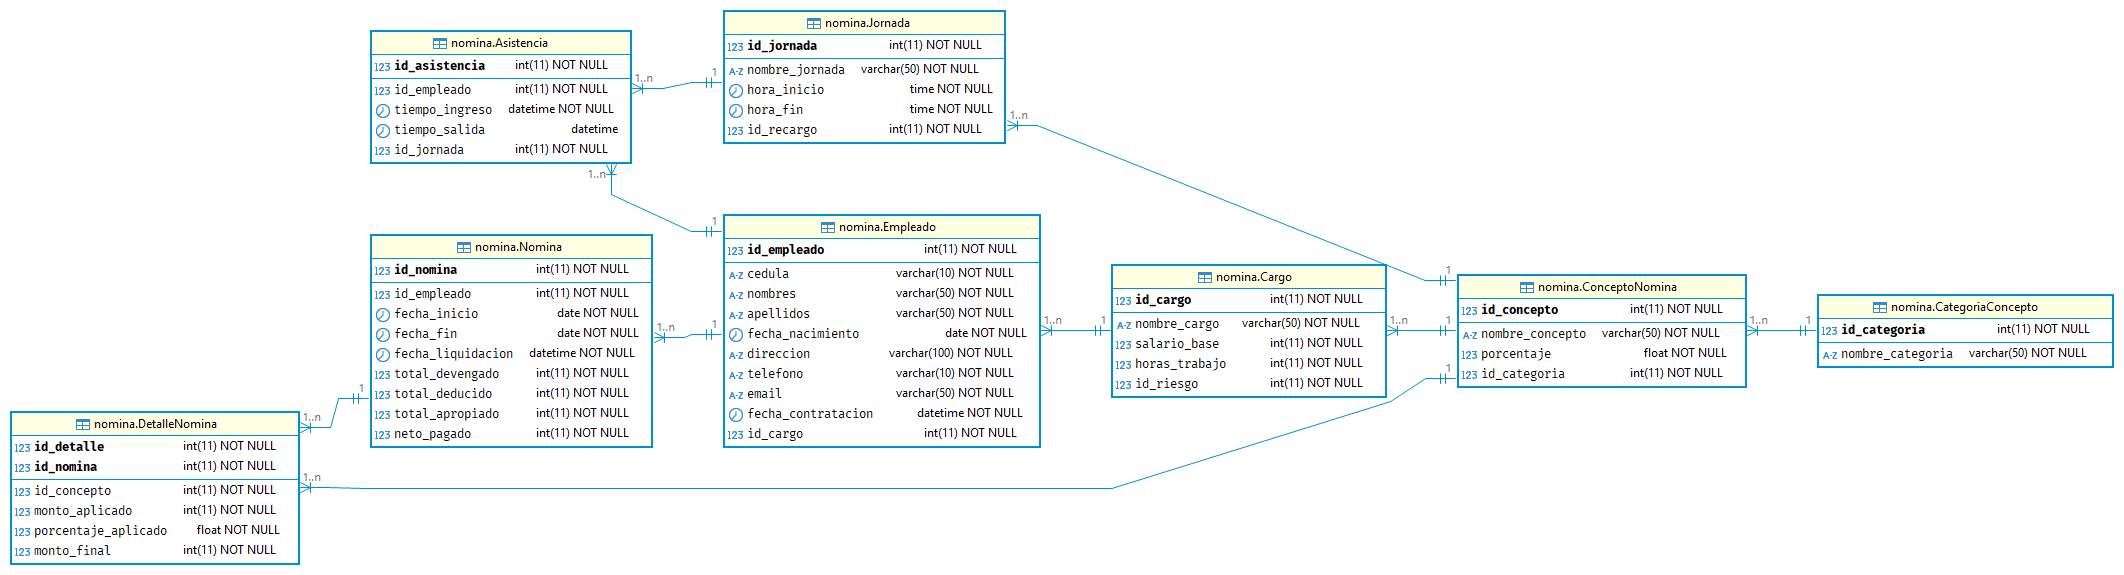 nomina.Asistencia
123 id_asistencia int(11) NOT NULL
123 id_empleado int(11) NOT NULL
tiempo_ingreso datetime NOT NULL
tiempo_salida datetime
123 id_jornada int(11) NOT NULL
1..n
1
nomina.Jornada
123 id_jornada int(11) NOT NULL
A-Z nombre_jornada varchar(50) NOT NULL
hora_inicio time NOT NULL
hora_fin time NOT NULL
123 id_recargo int(11) NOT NULL
1..n
1..n
1
nomina.Nomina
123 id_nomina int(11) NOT NULL
123 id_empleado int(11) NOT NULL
fecha_inicio date NOT NULL
fecha_fin date NOT NULL
fecha_liquidacion datetime NOT NULL
123 total_devengado int(11) NOT NULL
123 total_deducido int(11) NOT NULL
123 total_apropiado int(11) NOT NULL
123 neto_pagado int(11) NOT NULL
1..n
1
nomina.Empleado
123 id_empleado int(11) NOT NULL
A-Z cedula varchar(10) NOT NULL
A-Z nombres varchar(50) NOT NULL
A-Z apellidos varchar(50) NOT NULL
fecha_nacimiento date NOT NULL
A-Z direccion varchar(100) NOT NULL
A-Z telefono varchar(10) NOT NULL
A-Z email varchar(50) NOT NULL
fecha_contratacion datetime NOT NULL
123 id_cargo int(11) NOT NULL
1..n
1
nomina.Cargo
123 id_cargo int(11) NOT NULL
A-Z nombre_cargo varchar(50) NOT NULL
123 salario_base int(11) NOT NULL
123 horas_trabajo int(11) NOT NULL
123 id_riesgo int(11) NOT NULL
1..n
1
1
1
nomina.ConceptoNomina
123 id_concepto int(11) NOT NULL
A-Z nombre_concepto varchar(50) NOT NULL
123 porcentaje float NOT NULL
123 id_categoria int(11) NOT NULL
1..n
1
nomina.CategoriaConcepto
123 id_categoria int(11) NOT NULL
A-Z nombre_categoria varchar(50) NOT NULL
1
1..n
nomina.DetalleNomina
123 id_detalle int(11) NOT NULL
123 id_nomina int(11) NOT NULL
123 id_concepto int(11) NOT NULL
123 monto_aplicado int(11) NOT NULL
123 porcentaje_aplicado float NOT NULL
123 monto_final int(11) NOT NULL
1..n